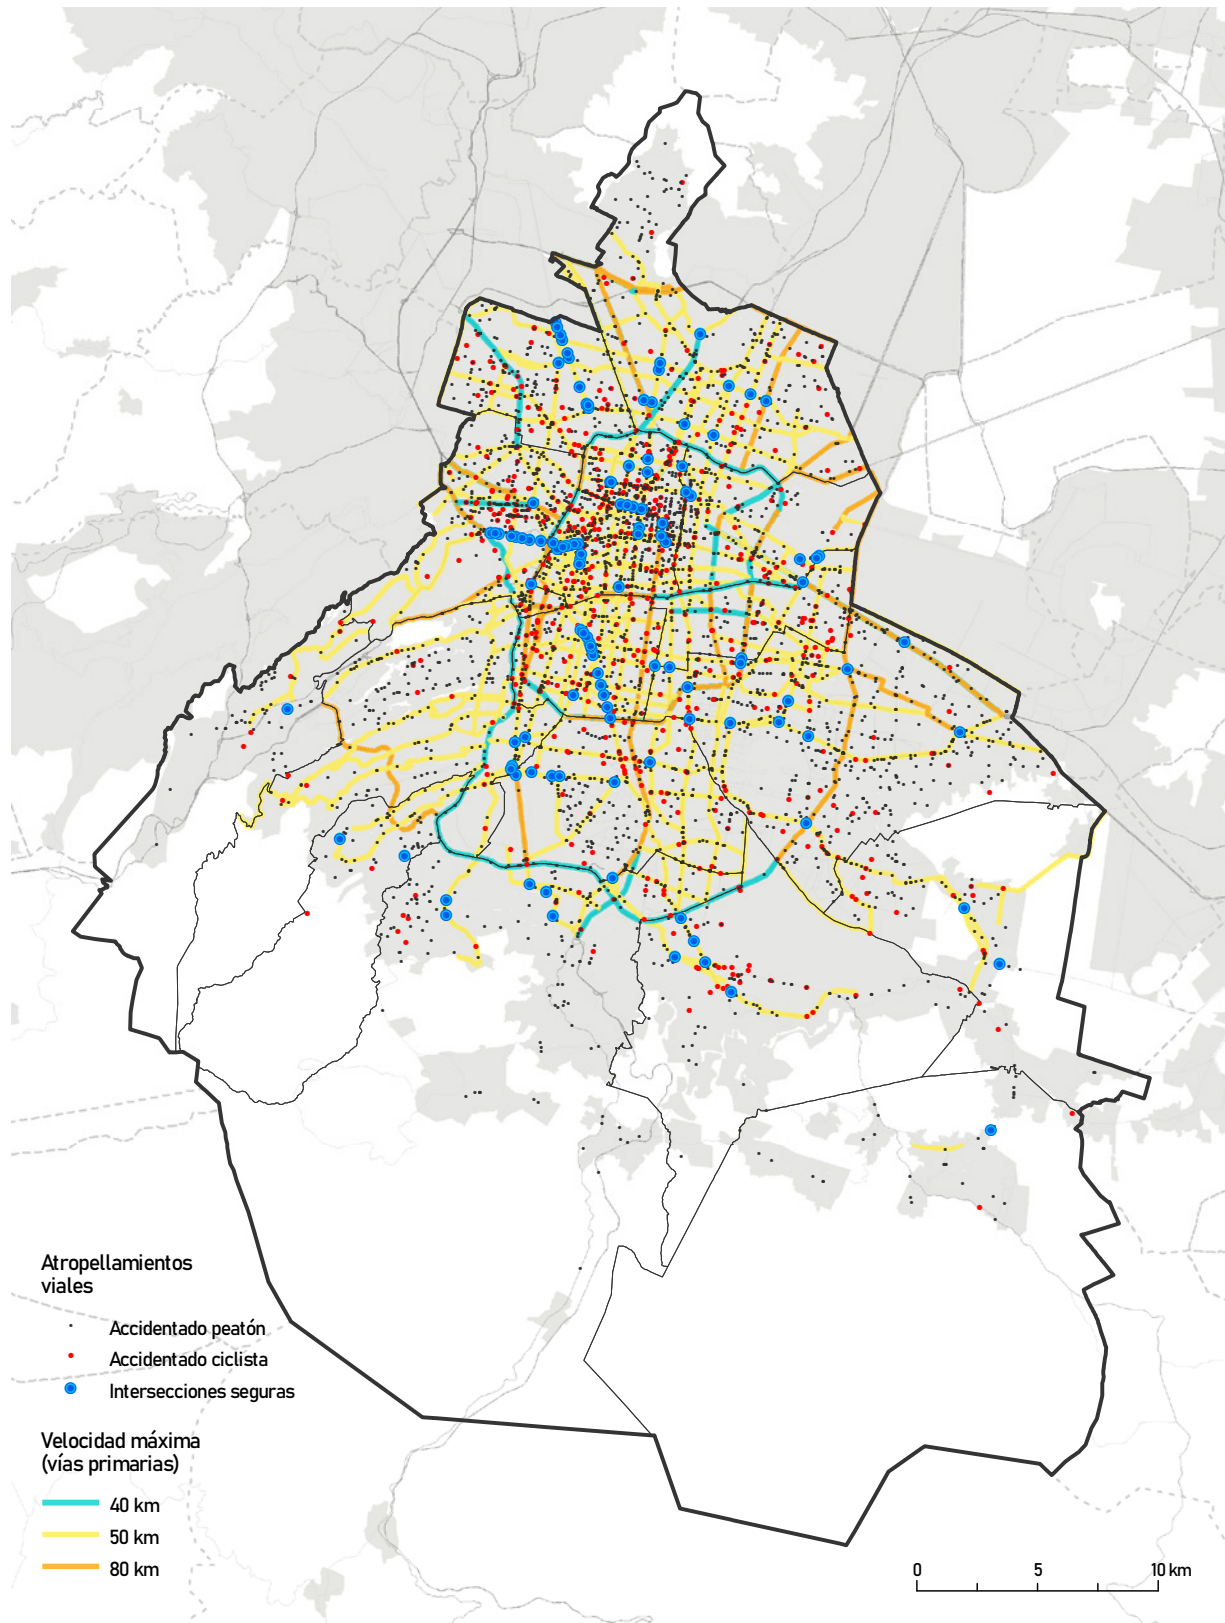 Atropellamientos
viales
Accidentado peatón
Accidentado ciclista
Intersecciones seguras
Velocidad máxima
(vías primarias)
40 km
50 km
80 km
0 5 10 km